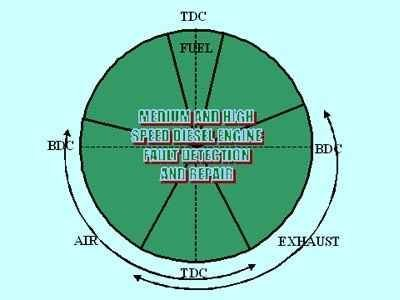 TDC
FUEL
MEDIUM AND HIGH
SPEED DIESEL ENGINE
FAULT DETECTION
AND REPAIR
BDC
BDC
AIR
EXHAUST
TDC